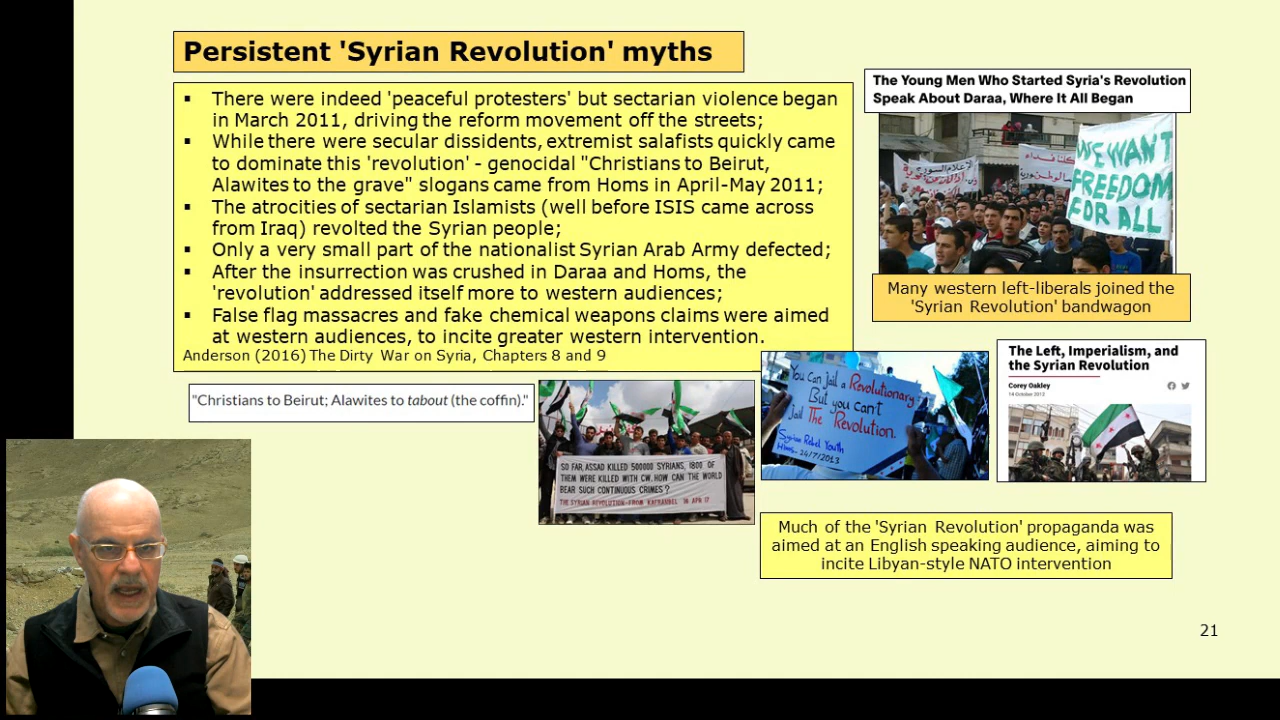 Persistent 'Syrian Revolution' myths
▪ There were indeed 'peaceful protesters' but sectarian violence began
in March 2011, driving the reform movement off the streets;
▪ While there were secular dissidents, extremist salafists quickly came
to dominate this 'revolution' - genocidal "Christians to Beirut,
Alawites to the grave" slogans came from Homs in April-May 2011;
▪ The atrocities of sectarian Islamists (well before ISIS came across
from Iraq) revolted the Syrian people;
▪ Only a very small part of the nationalist Syrian Arab Army defected;
▪ After the insurrection was crushed in Daraa and Homs, the
'revolution' addressed itself more to western audiences;
▪ False flag massacres and fake chemical weapons claims were aimed
at western audiences, to incite greater western intervention.
Anderson (2016) The Dirty War on Syria, Chapters 8 and 9
The Young Men Who Started Syria's Revolution
Speak About Daraa, Where It All Began
WE WANT
FREEDOM
FOR ALL
Many western left-liberals joined the
'Syrian Revolution' bandwagon
"Christians to Beirut; Alawites to tabout (the coffin)."
SO FAR, ASSAD KILLED 500000 SYRIANS, 1800 OF
THEM WERE KILLED WITH CW. HOW CAN THE WORLD
BEAR SUCH CONTINUOUS CRIMES?
THE SYRIAN REVOLUTION-FROM KAFRANBEL 16 APR 17
You can jail a Revolutionary
But you can't
jail The Revolution.
Syrian Rebel Youth
Homs - 24/7/2013
The Left, Imperialism, and
the Syrian Revolution
Corey Oakley
14 October 2013
Much of the 'Syrian Revolution' propaganda was
aimed at an English speaking audience, aiming to
incite Libyan-style NATO intervention
21